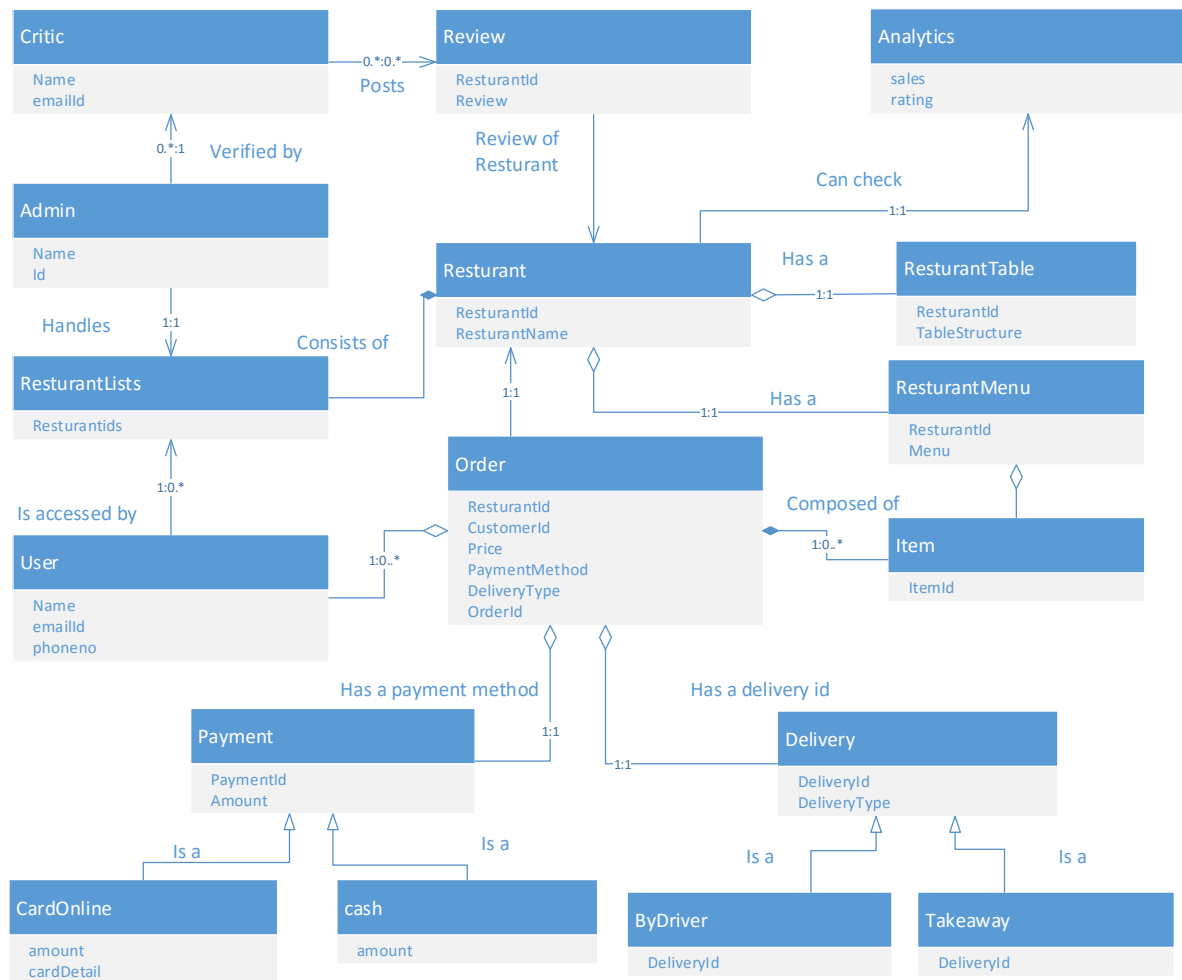 Critic
Name
emailId
0.*:0.*
Posts
Review
ResturantId
Review
Analytics
sales
rating
0.*:1
Verified by
Review of
Resturant
Can check
1:1
Admin
Name
Id
Handles
1:1
Consists of
Resturant
ResturantId
ResturantName
Has a
1:1
ResturantTable
ResturantId
TableStructure
ResturantLists
Resturantids
1:1
Has a
1:1
ResturantMenu
ResturantId
Menu
1:0.*
Is accessed by
Order
ResturantId
CustomerId
Price
PaymentMethod
DeliveryType
OrderId
Composed of
1:0..*
Item
ItemId
User
Name
emailId
phoneno
1:0..*
Has a payment method
1:1
Has a delivery id
1:1
Payment
PaymentId
Amount
Delivery
DeliveryId
DeliveryType
Is a
Is a
Is a
Is a
CardOnline
amount
cardDetail
cash
amount
ByDriver
DeliveryId
Takeaway
DeliveryId